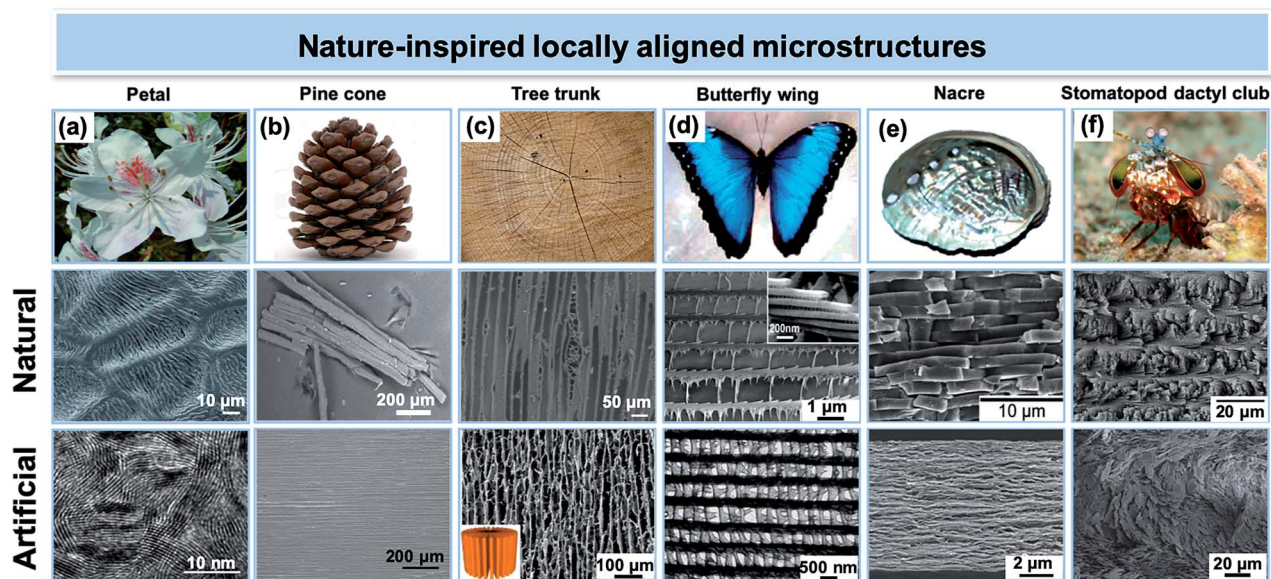 Nature-inspired locally aligned microstructures
Petal
Pine cone
Tree trunk
Butterfly wing
Nacre
Stomatopod dactyl club
(a)
(b)
(c)
(d)
(e)
(f)
Natural
10 µm
200 µm
50 µm
200nm
1 µm
10 µm
20 µm
Artificial
10 nm
200 µm
100 µm
500 nm
2 µm
20 µm